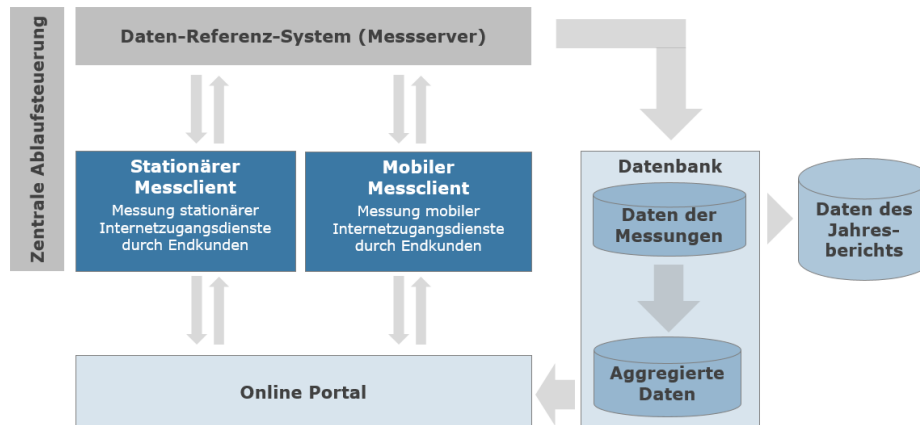 Zentrale Ablaufsteuerung
Daten-Referenz-System (Messserver)
Stationärer
Messclient
Messung stationärer
Internetzugangsdienste
durch Endkunden
Mobiler
Messclient
Messung mobiler
Internetzugangsdienste
durch Endkunden
Datenbank
Daten der
Messungen
Daten des
Jahres-
berichts
Aggregierte
Daten
Online Portal